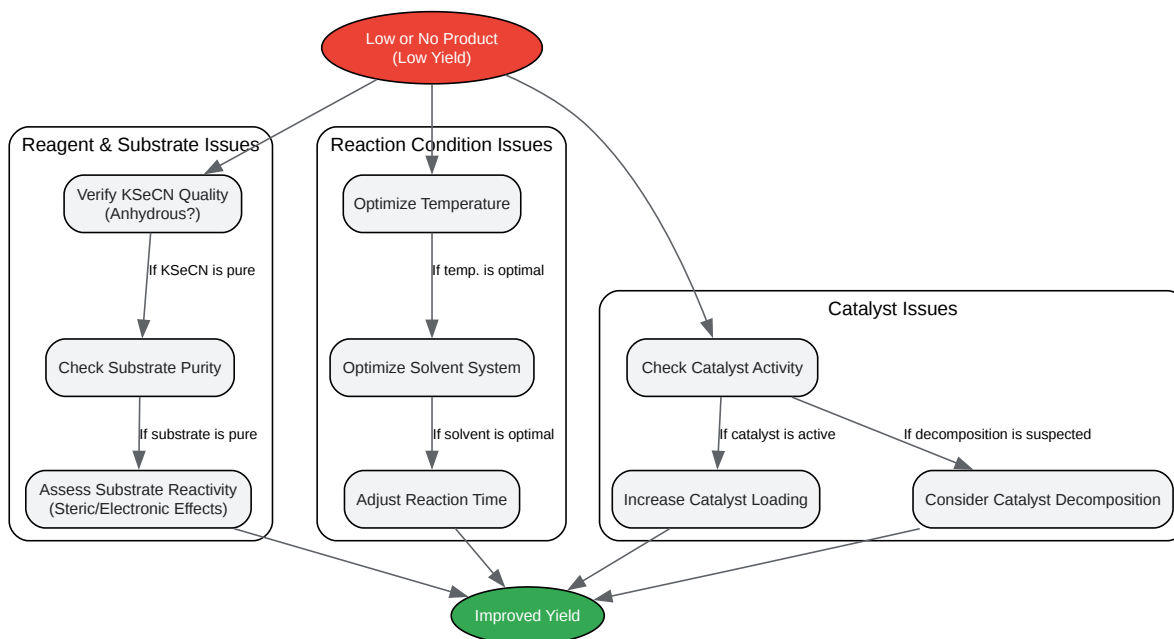 Low or No Product
(Low Yield)
Reagent & Substrate Issues
Verify KSeCN Quality
(Anhydrous?)
If KSeCN is pure
Check Substrate Purity
If substrate is pure
Assess Substrate Reactivity
(Steric/Electronic Effects)
Reaction Condition Issues
Optimize Temperature
If temp. is optimal
Optimize Solvent System
If solvent is optimal
Adjust Reaction Time
Catalyst Issues
Check Catalyst Activity
If catalyst is active
If decomposition is suspected
Increase Catalyst Loading
Consider Catalyst Decomposition
Improved Yield